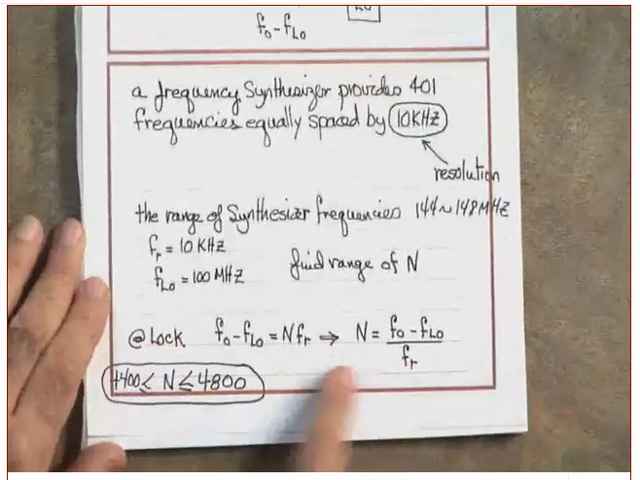 f₀-f_Lo
a frequency Synthesizer provides 401
frequencies equally spaced by 10KHZ
resolution
the range of Synthesizer frequencies 144~148MHZ
f_r = 10 KHZ
f_Lo = 100 MHZ find range of N
@Lock f₀-f_Lo = Nf_r ⇒ N = f₀-f_Lo / f_r
4400 ≤ N ≤ 4800